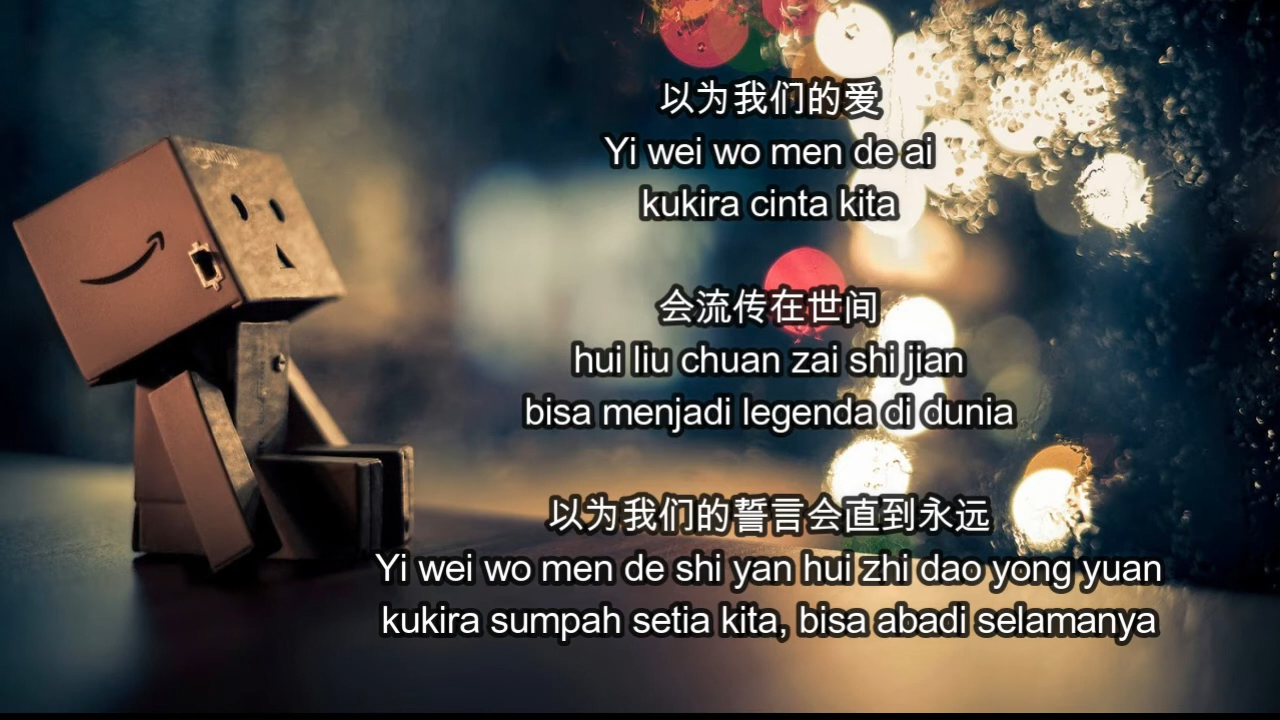 以为我们的爱
Yi wei wo men de ai
kukira cinta kita
会流传在世间
hui liu chuan zai shi jian
bisa menjadi legenda di dunia
以为我们的誓言会直到永远
Yi wei wo men de shi yan hui zhi dao yong yuan
kukira sumpah setia kita, bisa abadi selamanya